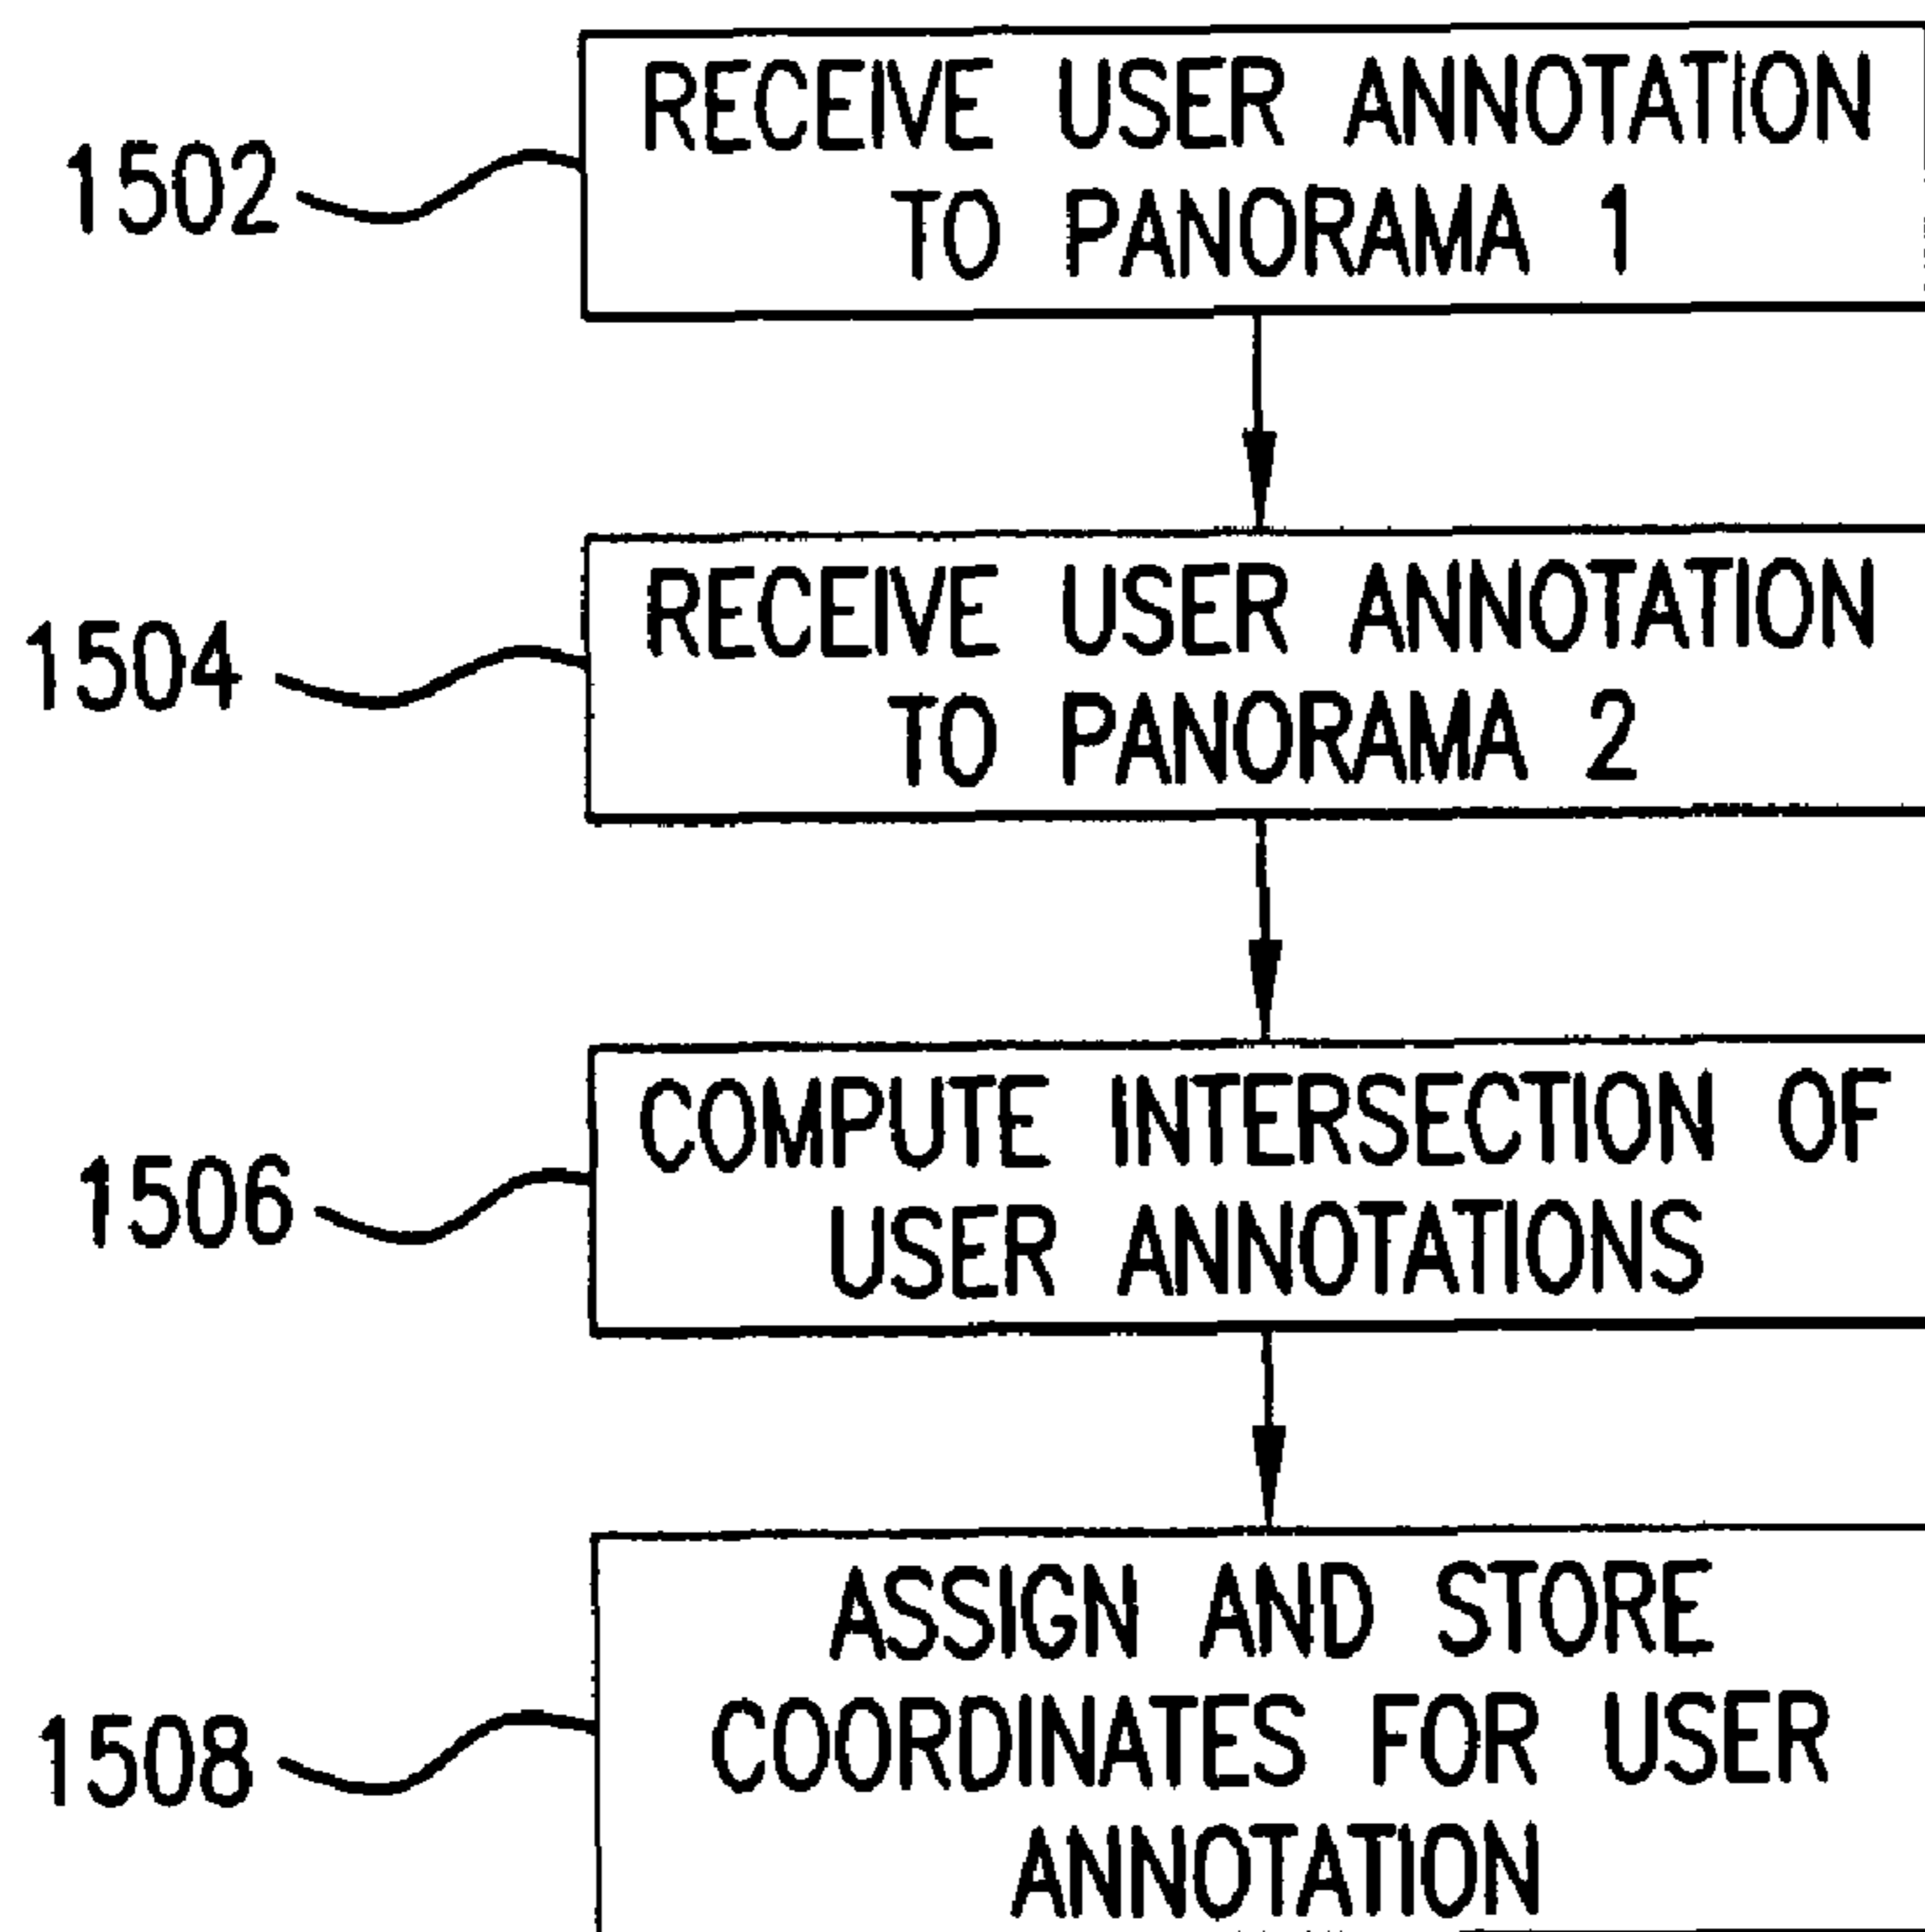 1502
RECEIVE USER ANNOTATION
TO PANORAMA 1
1504
RECEIVE USER ANNOTATION
TO PANORAMA 2
1506
COMPUTE INTERSECTION OF
USER ANNOTATIONS
1508
ASSIGN AND STORE
COORDINATES FOR USER
ANNOTATION